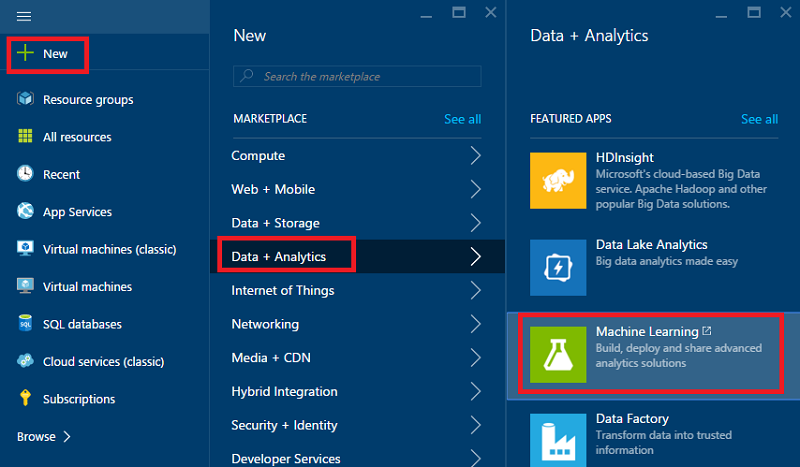 New
Resource groups
All resources
Recent
App Services
Virtual machines (classic)
Virtual machines
SQL
SQL databases
Cloud services (classic)
Subscriptions
Browse
New
Search the marketplace
MARKETPLACE See all
Compute
Web + Mobile
Data + Storage
Data + Analytics
Internet of Things
Networking
Media + CDN
Hybrid Integration
Security + Identity
Developer Services
Data + Analytics
FEATURED APPS See all
HDInsight
Microsoft's cloud-based Big Data
service. Apache Hadoop and other
popular Big Data solutions.
Data Lake Analytics
Big data analytics made easy
Machine Learning
Build, deploy and share advanced
analytics solutions
Data Factory
Transform data into trusted
information